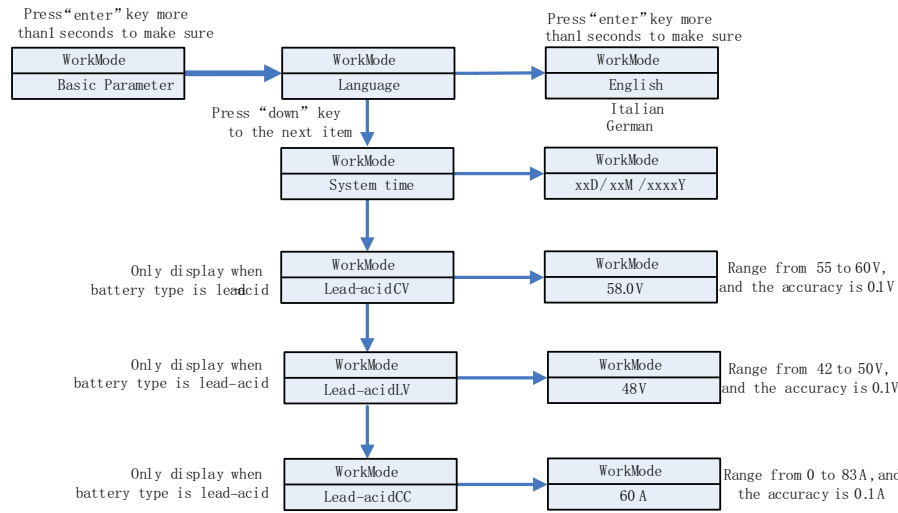 Press“enter”key more
than1 seconds to make sure
WorkMode
Basic Parameter
WorkMode
Language
Press“enter”key more
than1 seconds to make sure
WorkMode
English
Italian
German
Press “down” key
to the next item
WorkMode
System time
WorkMode
xxD/xxM/xxxxY
Only display when
battery type is lead-acid
WorkMode
Lead-acidCV
WorkMode
58.0V
Range from 55 to 60V,
and the accuracy is 0.1V
Only display when
battery type is lead-acid
WorkMode
Lead-acidLV
WorkMode
48V
Range from 42 to 50V,
and the accuracy is 0.1V
Only display when
battery type is lead-acid
WorkMode
Lead-acidCC
WorkMode
60A
Range from 0 to 83A, and
the accuracy is 0.1A